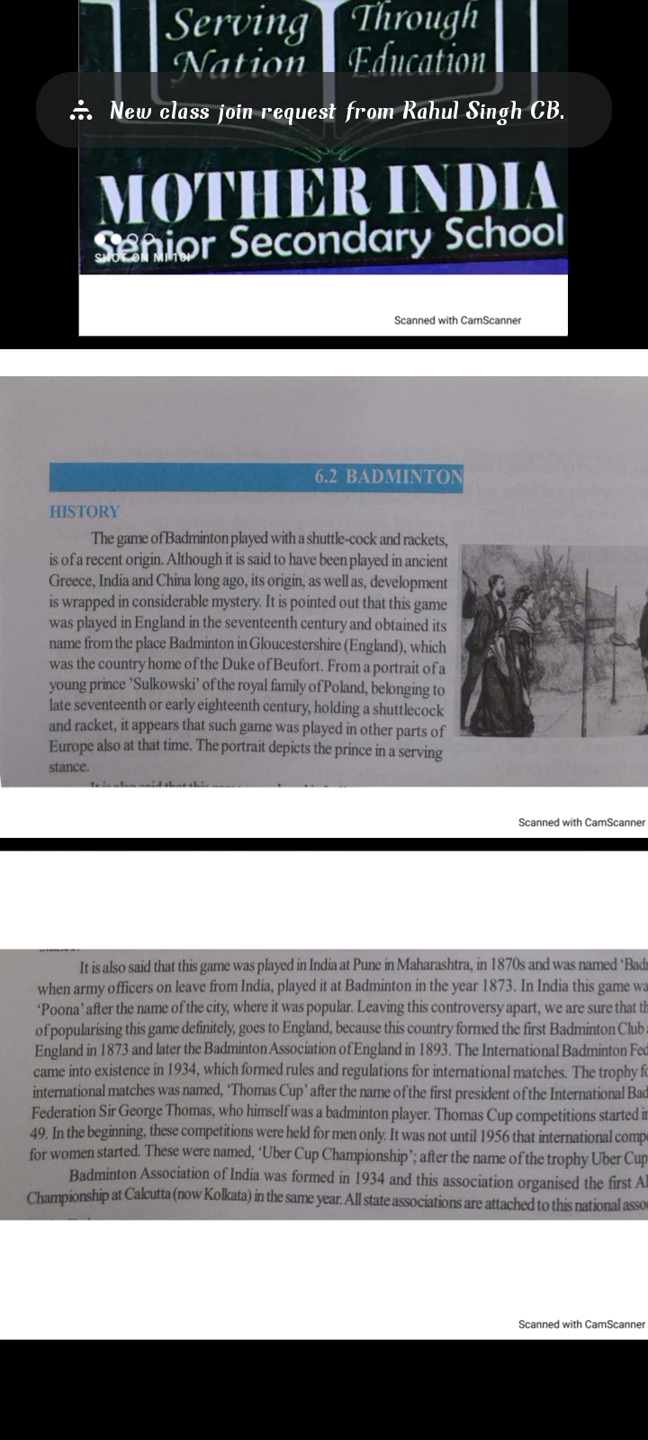 Serving Through
Nation Education
New class join request from Rahul Singh CB.
MOTHER INDIA
Senior Secondary School
SHOT ON MI 10I
Scanned with CamScanner
6.2 BADMINTON
HISTORY
The game of Badminton played with a shuttle-cock and rackets,
is of a recent origin. Although it is said to have been played in ancient
Greece, India and China long ago, its origin, as well as, development
is wrapped in considerable mystery. It is pointed out that this game
was played in England in the seventeenth century and obtained its
name from the place Badminton in Gloucestershire (England), which
was the country home of the Duke of Beufort. From a portrait of a
young prince 'Sulkowski' of the royal family of Poland, belonging to
late seventeenth or early eighteenth century, holding a shuttlecock
and racket, it appears that such game was played in other parts of
Europe also at that time. The portrait depicts the prince in a serving
stance.
Scanned with CamScanner
It is also said that this game was played in India at Pune in Maharashtra, in 1870s and was named 'Bad
when army officers on leave from India, played it at Badminton in the year 1873. In India this game wa
'Poona' after the name of the city, where it was popular. Leaving this controversy apart, we are sure that th
of popularising this game definitely, goes to England, because this country formed the first Badminton Club
England in 1873 and later the Badminton Association of England in 1893. The International Badminton Fed
came into existence in 1934, which formed rules and regulations for international matches. The trophy fo
international matches was named, 'Thomas Cup' after the name of the first president of the International Bad
Federation Sir George Thomas, who himself was a badminton player. Thomas Cup competitions started in
49. In the beginning, these competitions were held for men only. It was not until 1956 that international comp
for women started. These were named, 'Uber Cup Championship'; after the name of the trophy Uber Cup
Badminton Association of India was formed in 1934 and this association organised the first Al
Championship at Calcutta (now Kolkata) in the same year. All state associations are attached to this national asso
Scanned with CamScanner